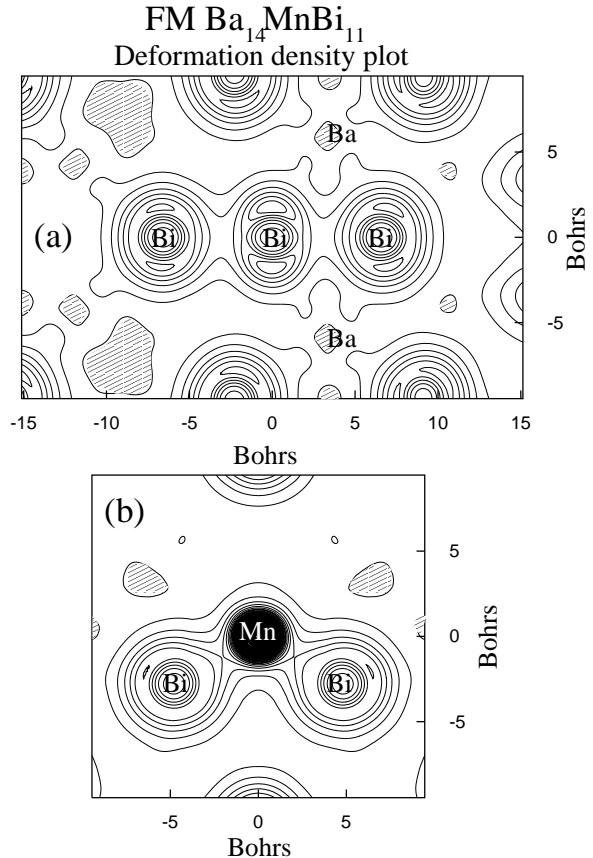 FM Ba14MnBi11
Deformation density plot
Ba
5
(a)
Bi Bi Bi
0
Bohrs
-5
Ba
-15 -10 -5 0 5 10 15
Bohrs
(b)
5
Mn
0
Bohrs
Bi Bi
-5
-5 0 5
Bohrs